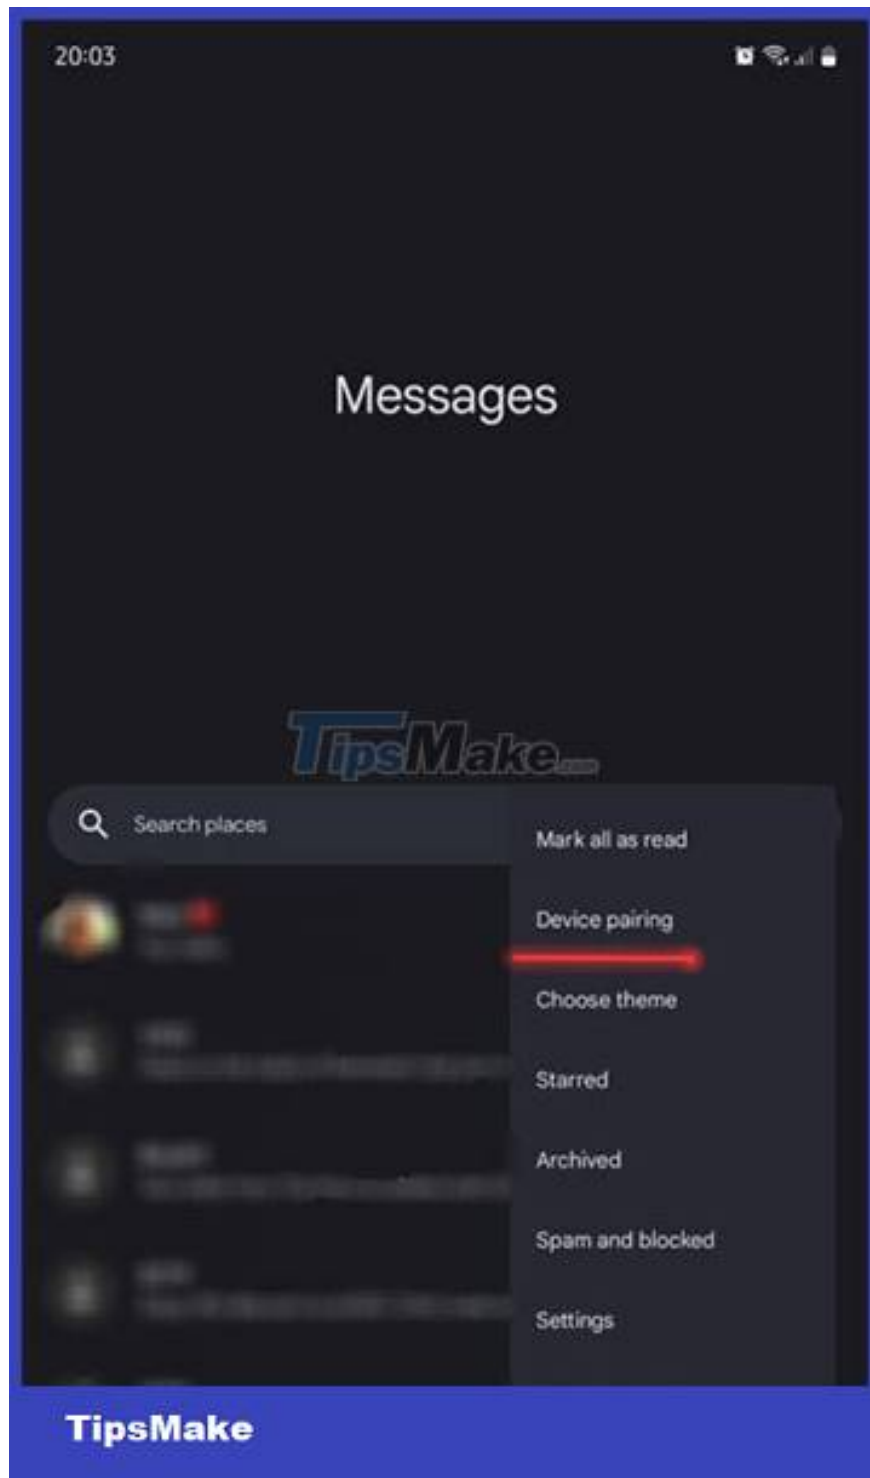 20:03
Messages
TipsMake.com
Search places
Mark all as read
Device pairing
Choose theme
Starred
Archived
Spam and blocked
Settings
TipsMake